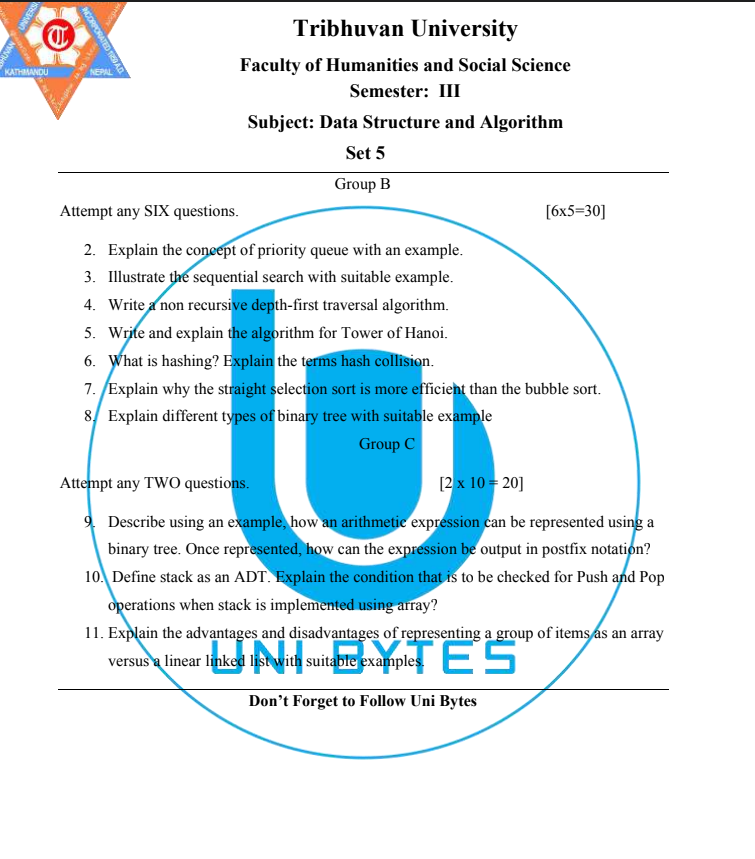 Tribhuvan University
Faculty of Humanities and Social Science
Semester: III
Subject: Data Structure and Algorithm
Set 5
KATHMANDU NEPAL
Group B
Attempt any SIX questions. [6x5=30]
2. Explain the concept of priority queue with an example.
3. Illustrate the sequential search with suitable example.
4. Write a non recursive depth-first traversal algorithm.
5. Write and explain the algorithm for Tower of Hanoi.
6. What is hashing? Explain the terms hash collision.
7. Explain why the straight selection sort is more efficient than the bubble sort.
8. Explain different types of binary tree with suitable example
Group C
Attempt any TWO questions. [2 x 10 = 20]
9. Describe using an example, how an arithmetic expression can be represented using a
binary tree. Once represented, how can the expression be output in postfix notation?
10. Define stack as an ADT. Explain the condition that is to be checked for Push and Pop
operations when stack is implemented using array?
11. Explain the advantages and disadvantages of representing a group of items as an array
versus a linear linked list with suitable examples.
UNI BYTES
Don't Forget to Follow Uni Bytes